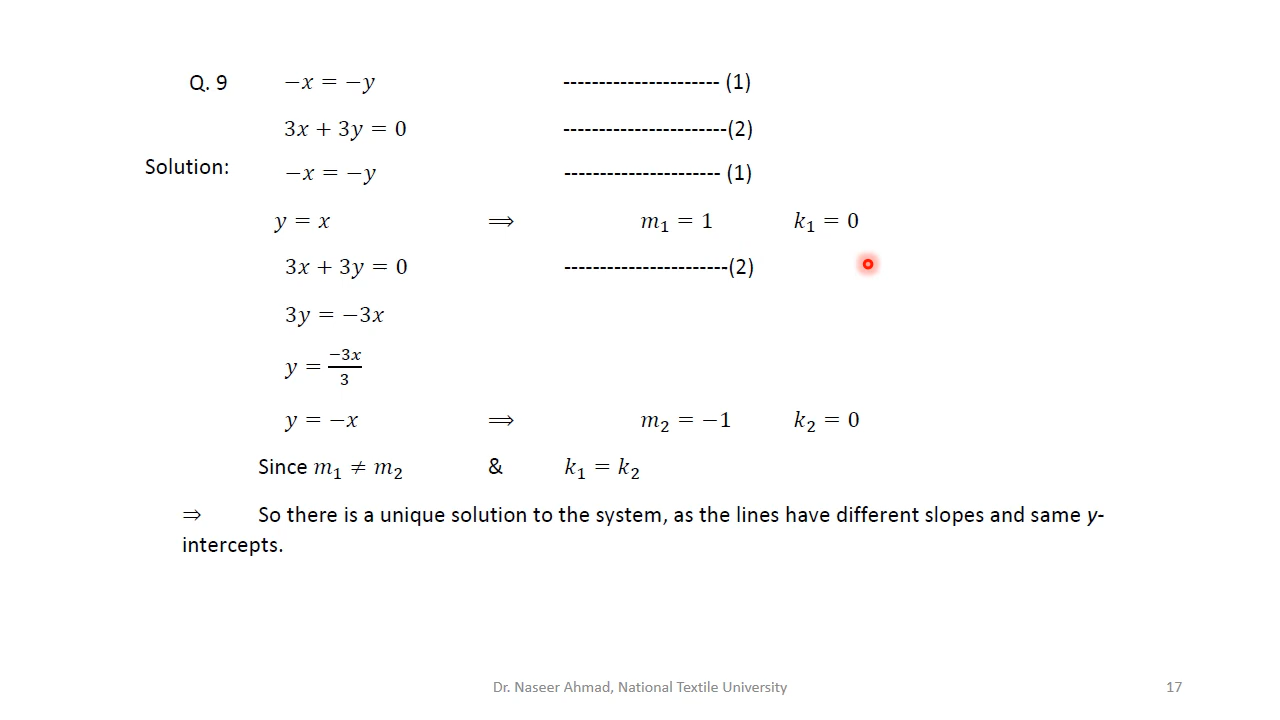 Q. 9 −x = −y ---------------------- (1)
3x + 3y = 0 -----------------------(2)
Solution: −x = −y ---------------------- (1)
y = x ⟹ m₁ = 1 k₁ = 0
3x + 3y = 0 -----------------------(2)
3y = −3x
y = −3x/3
y = −x ⟹ m₂ = −1 k₂ = 0
Since m₁ ≠ m₂ & k₁ = k₂
⇒ So there is a unique solution to the system, as the lines have different slopes and same y-
intercepts.
Dr. Naseer Ahmad, National Textile University 17